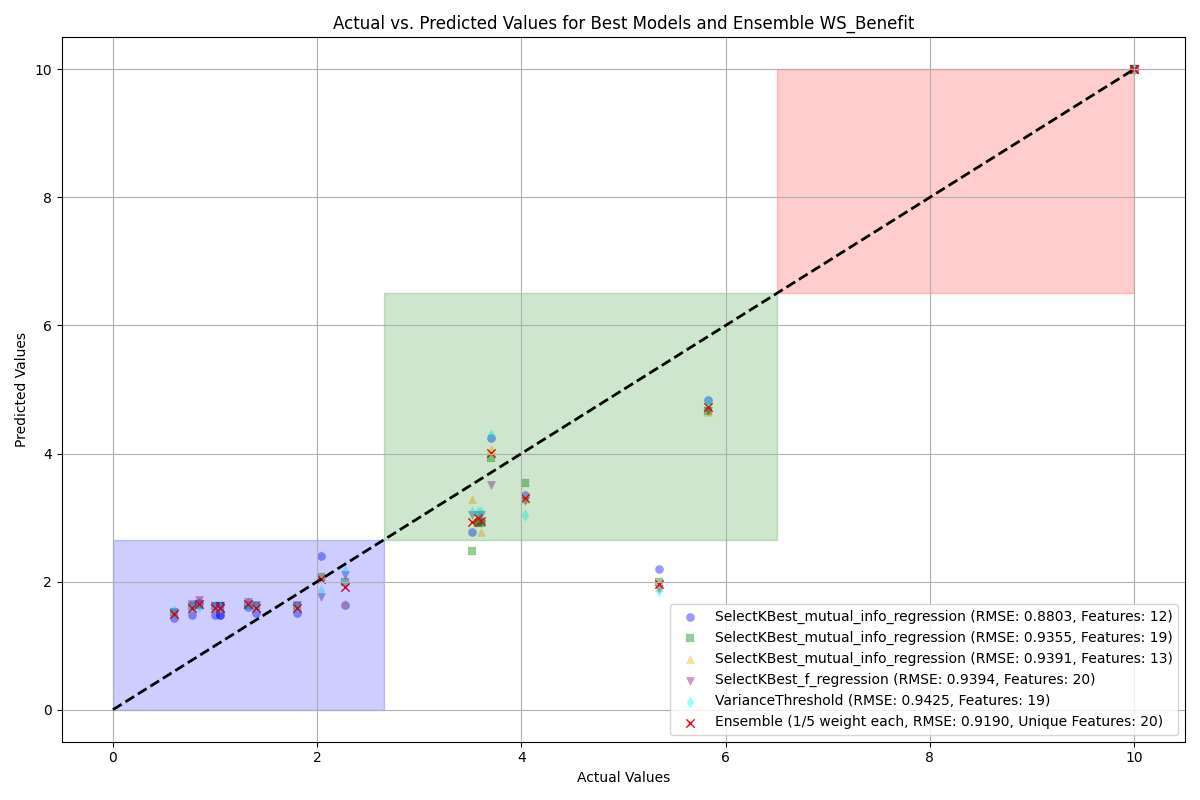 Actual vs. Predicted Values for Best Models and Ensemble WS_Benefit
10
8
6
4
2
0
Predicted Values
SelectKBest_mutual_info_regression (RMSE: 0.8803, Features: 12)
SelectKBest_mutual_info_regression (RMSE: 0.9355, Features: 19)
SelectKBest_mutual_info_regression (RMSE: 0.9391, Features: 13)
SelectKBest_f_regression (RMSE: 0.9394, Features: 20)
VarianceThreshold (RMSE: 0.9425, Features: 19)
Ensemble (1/5 weight each, RMSE: 0.9190, Unique Features: 20)
0 2 4 6 8 10
Actual Values